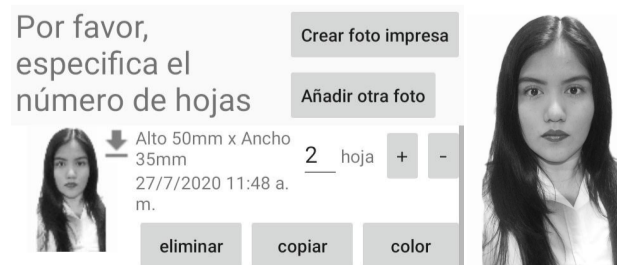 Por favor,
especifica el
número de hojas
Crear foto impresa
Añadir otra foto
Alto 50mm x Ancho
35mm
27/7/2020 11:48 a.
m.
2 hoja + -
eliminar copiar color